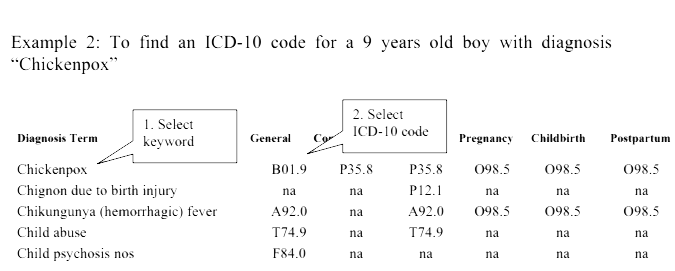 Example 2: To find an ICD-10 code for a 9 years old boy with diagnosis
“Chickenpox”
1. Select
keyword
2. Select
ICD-10 code
Diagnosis Term General Pregnancy Childbirth Postpartum
Chickenpox B01.9 P35.8 P35.8 O98.5 O98.5 O98.5
Chignon due to birth injury na na P12.1 na na na
Chikungunya (hemorrhagic) fever A92.0 na A92.0 O98.5 O98.5 O98.5
Child abuse T74.9 na T74.9 na na na
Child psychosis nos F84.0 na na na na na